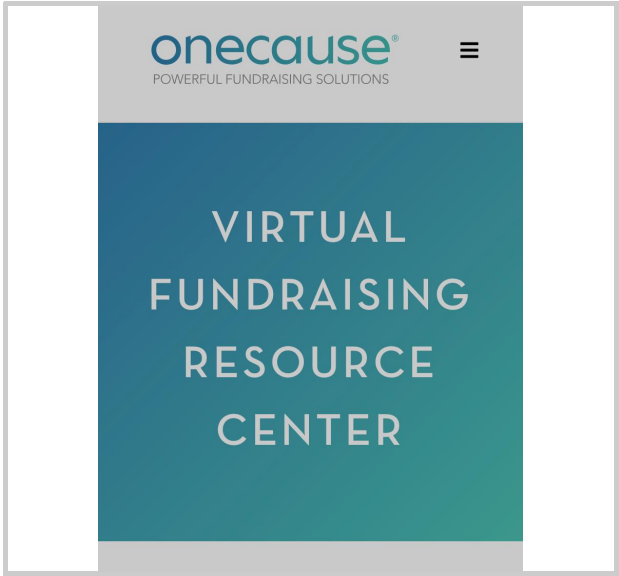 onecause®
POWERFUL FUNDRAISING SOLUTIONS
VIRTUAL
FUNDRAISING
RESOURCE
CENTER